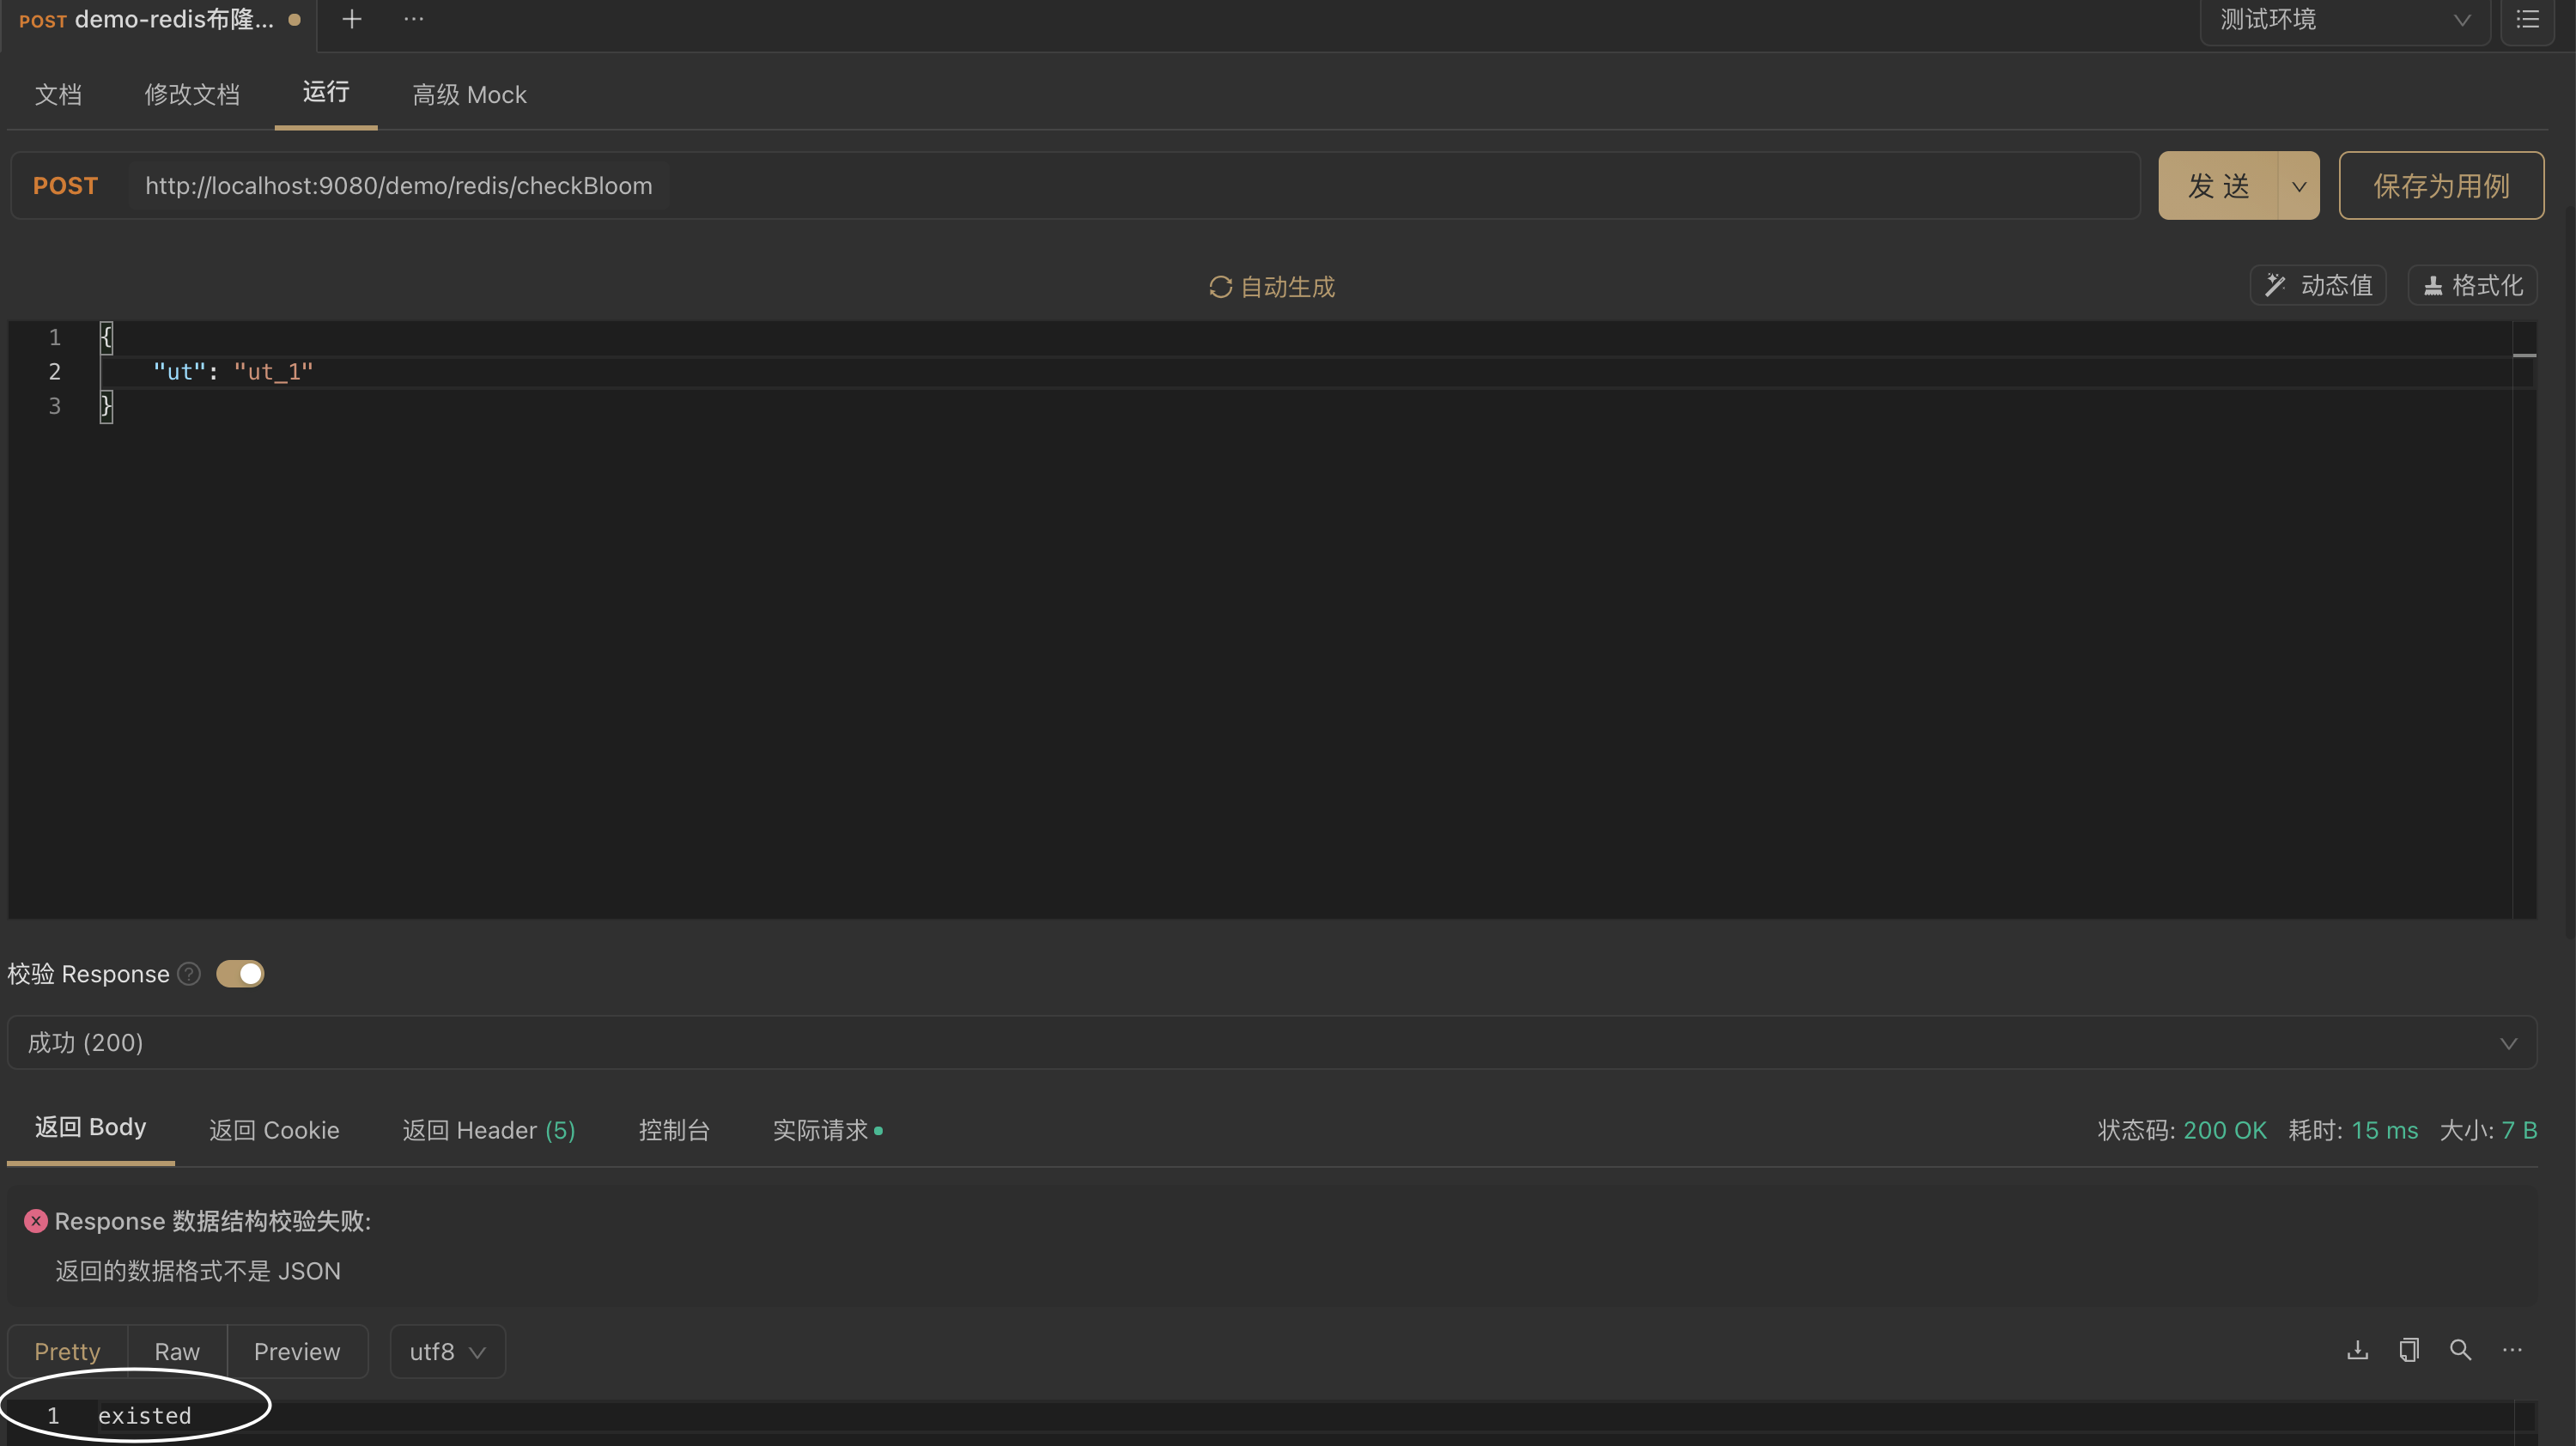 POST demo-redis布隆...
测试环境
文档 修改文档 运行 高级 Mock
POST http://localhost:9080/demo/redis/checkBloom 发 送 保存为用例
自动生成 动态值 格式化
1 {
2 "ut": "ut_1"
3 }
校验 Response ?
成功 (200)
返回 Body 返回 Cookie 返回 Header (5) 控制台 实际请求 状态码: 200 OK 耗时: 15 ms 大小: 7 B
Response 数据结构校验失败:
返回的数据格式不是 JSON
Pretty Raw Preview utf8
1 existed